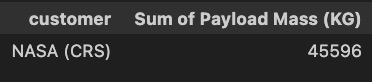 customer Sum of Payload Mass (KG)
NASA (CRS) 45596